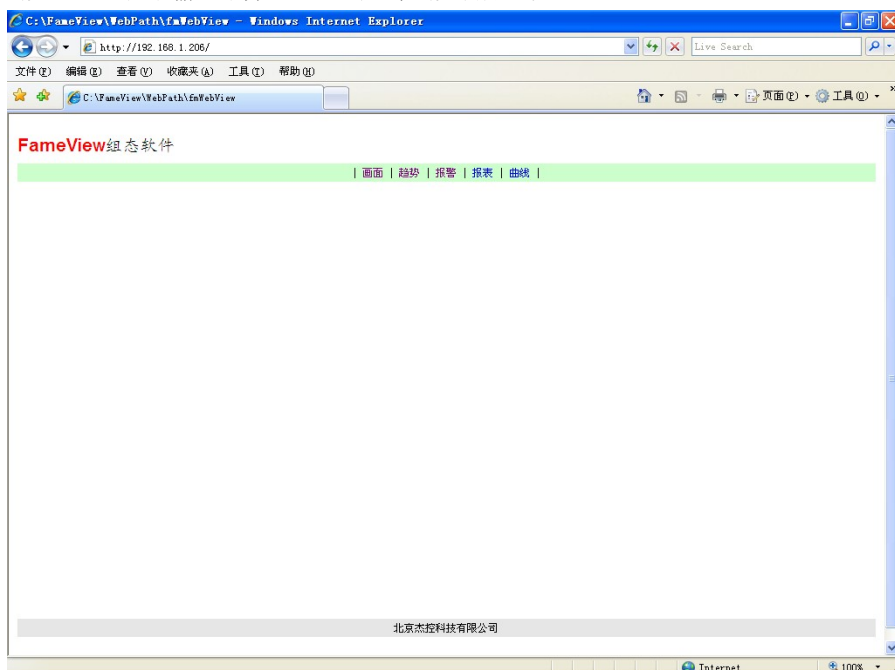 C:\FameView\WebPath\fmWebView - Windows Internet Explorer
http://192.168.1.206/
Live Search
文件(F) 编辑(E) 查看(V) 收藏夹(A) 工具(T) 帮助(H)
C:\FameView\WebPath\fmWebView
页面(P) 工具(O)
FameView组态软件
| 画面 | 趋势 | 报警 | 报表 | 曲线 |
北京杰控科技有限公司
Internet 100%